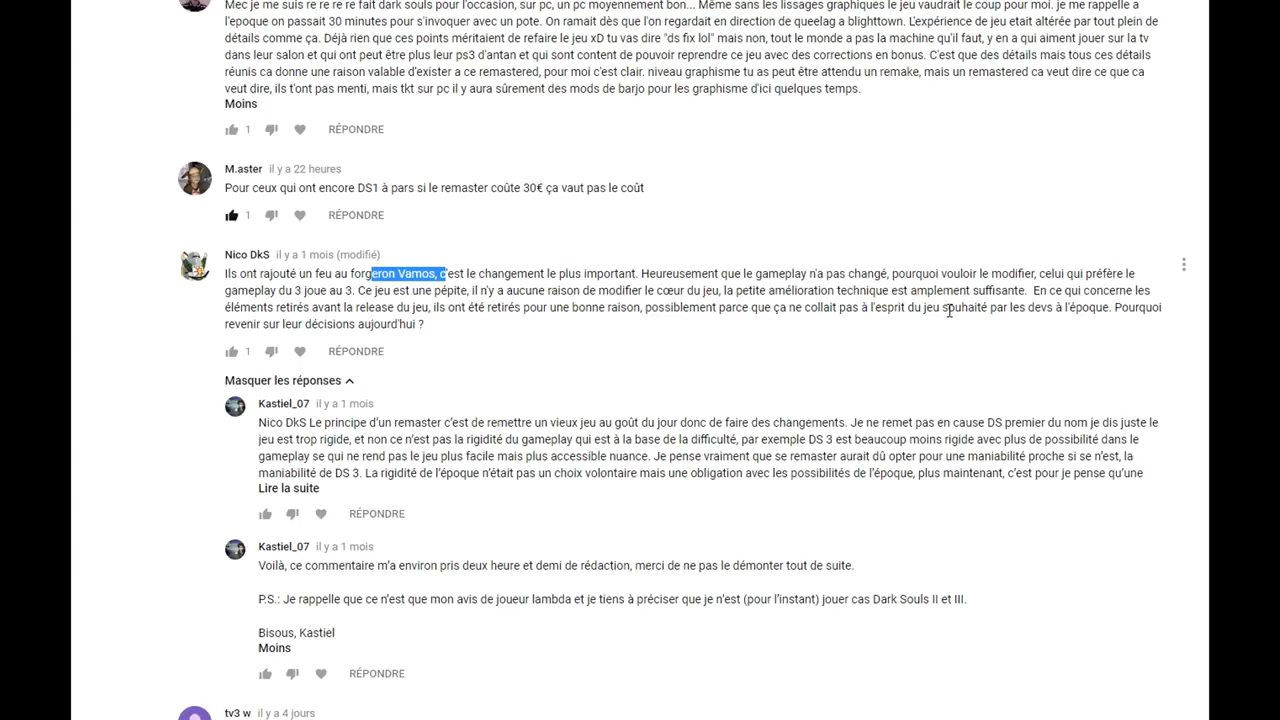 Mec je me suis re re re re fait dark souls pour l'occasion, sur pc, un pc moyennement bon... Même sans les lissages graphiques le jeu vaudrait le coup pour moi. je me rappelle a
l'epoque on passait 30 minutes pour s'invoquer avec un pote. On ramait dès que l'on regardait en direction de queelag a blighttown. L'expérience de jeu etait altérée par tout plein de
détails comme ça. Déjà rien que ces points méritaient de refaire le jeu xD tu vas dire "ds fix lol" mais non, tout le monde a pas la machine qu'il faut, y en a qui aiment jouer sur la tv
dans leur salon et qui ont peut être plus leur ps3 d'antan et qui sont content de pouvoir reprendre ce jeu avec des corrections en bonus. C'est que des détails mais tous ces détails
réunis ca donne une raison valable d'exister a ce remastered, pour moi c'est clair. niveau graphisme tu as peut être attendu un remake, mais un remastered ca veut dire ce que ca
veut dire, ils t'ont pas menti, mais tkt sur pc il y aura sûrement des mods de barjo pour les graphisme d'ici quelques temps.
Moins
1 RÉPONDRE
M.aster il y a 22 heures
Pour ceux qui ont encore DS1 à pars si le remaster coûte 30€ ça vaut pas le coût
1 RÉPONDRE
Nico DkS il y a 1 mois (modifié)
Ils ont rajouté un feu au forgeron Vamos, c'est le changement le plus important. Heureusement que le gameplay n'a pas changé, pourquoi vouloir le modifier, celui qui préfère le
gameplay du 3 joue au 3. Ce jeu est une pépite, il n'y a aucune raison de modifier le cœur du jeu, la petite amélioration technique est amplement suffisante. En ce qui concerne les
éléments retirés avant la release du jeu, ils ont été retirés pour une bonne raison, possiblement parce que ça ne collait pas à l'esprit du jeu souhaité par les devs à l'époque. Pourquoi
revenir sur leur décisions aujourd'hui ?
1 RÉPONDRE
Masquer les réponses
Kastiel_07 il y a 1 mois
Nico DkS Le principe d'un remaster c'est de remettre un vieux jeu au goût du jour donc de faire des changements. Je ne remet pas en cause DS premier du nom je dis juste le
jeu est trop rigide, et non ce n'est pas la rigidité du gameplay qui est à la base de la difficulté, par exemple DS 3 est beaucoup moins rigide avec plus de possibilité dans le
gameplay se qui ne rend pas le jeu plus facile mais plus accessible nuance. Je pense vraiment que se remaster aurait dû opter pour une maniabilité proche si se n'est, la
maniabilité de DS 3. La rigidité de l'époque n'était pas un choix volontaire mais une obligation avec les possibilités de l'époque, plus maintenant, c'est pour je pense qu'une
Lire la suite
RÉPONDRE
Kastiel_07 il y a 1 mois
Voilà, ce commentaire m'a environ pris deux heure et demi de rédaction, merci de ne pas le démonter tout de suite.
P.S.: Je rappelle que ce n'est que mon avis de joueur lambda et je tiens à préciser que je n'est (pour l'instant) jouer cas Dark Souls II et III.
Bisous, Kastiel
Moins
RÉPONDRE
tv3 w il y a 4 jours